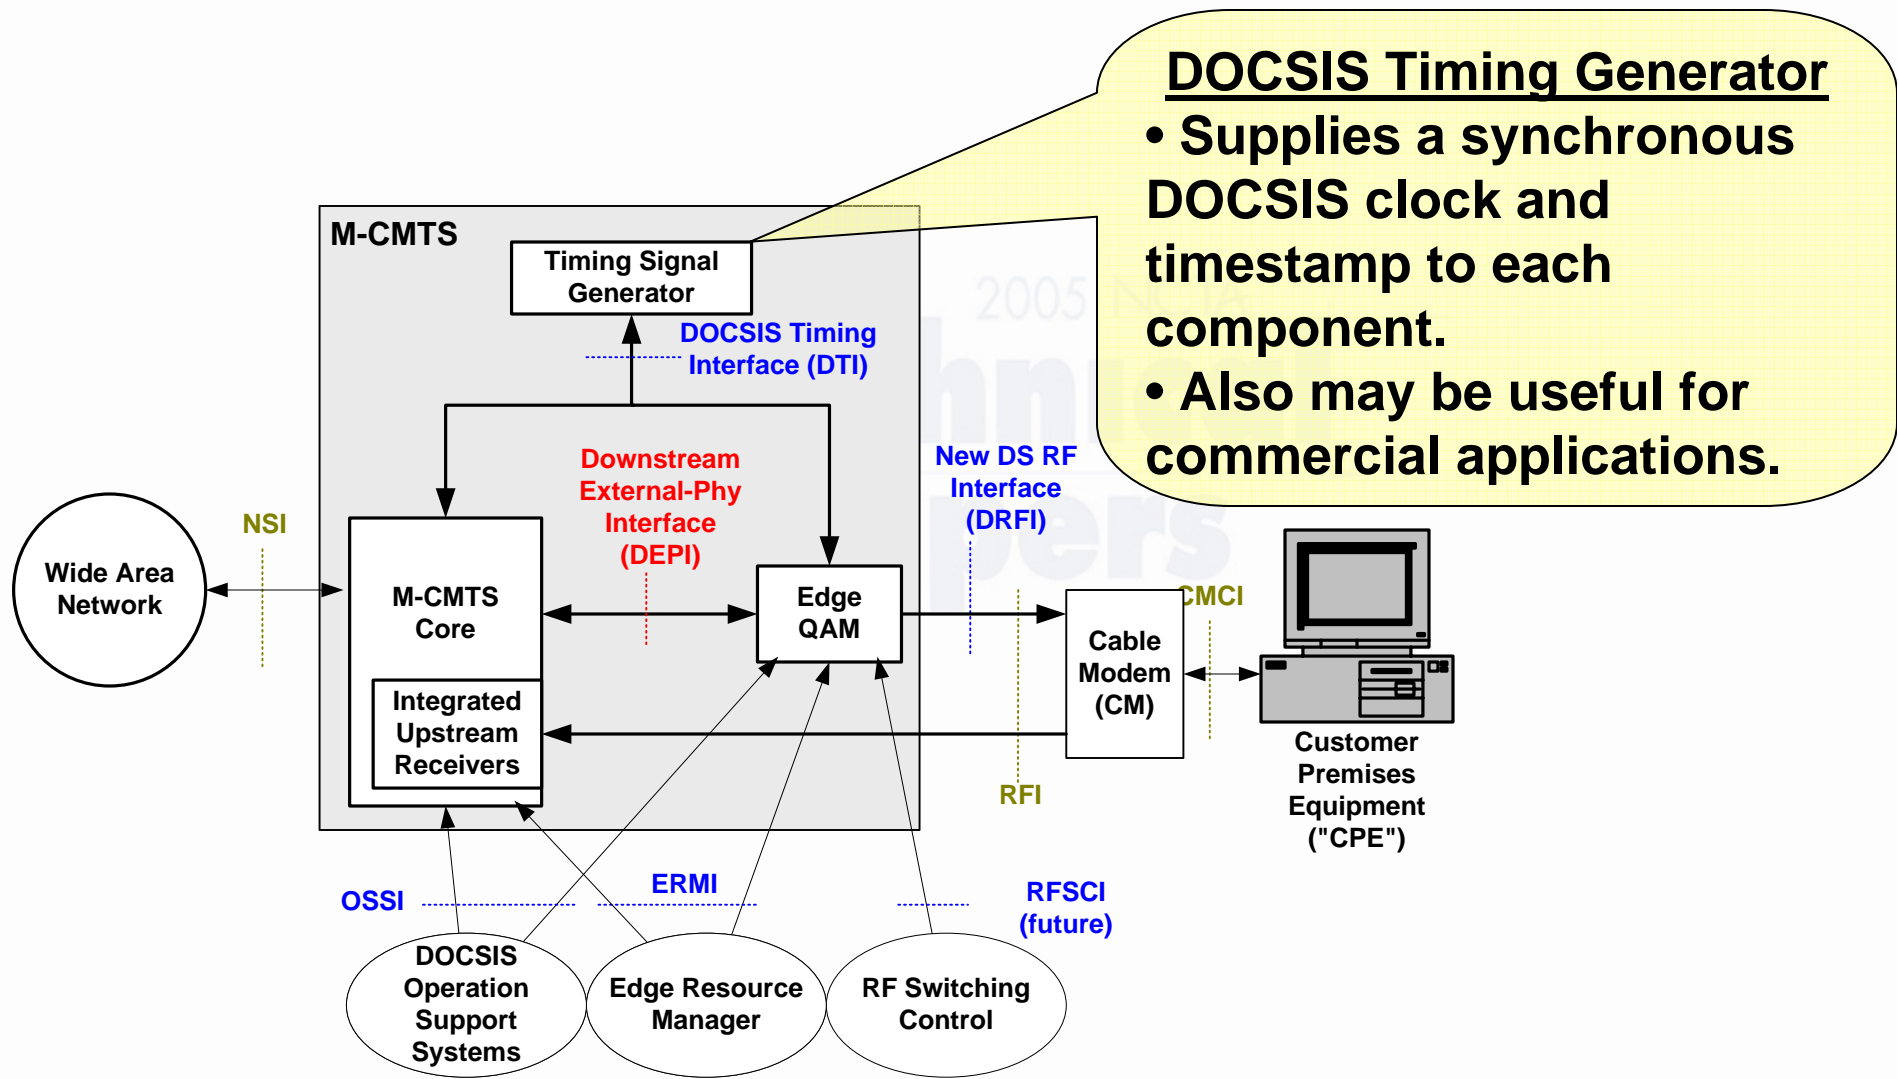 DOCSIS Timing Generator
• Supplies a synchronous
DOCSIS clock and
timestamp to each
component.
• Also may be useful for
commercial applications.
M-CMTS
Timing Signal
Generator
DOCSIS Timing
Interface (DTI)
2005 NCTA
Downstream
External-Phy
Interface
(DEPI)
New DS RF
Interface
(DRFI)
NSI
Wide Area
Network
M-CMTS
Core
Edge
QAM
CMCI
Cable
Modem
(CM)
Integrated
Upstream
Receivers
RFI
Customer
Premises
Equipment
("CPE")
OSSI
ERMI
RFSCI
(future)
DOCSIS
Operation
Support
Systems
Edge Resource
Manager
RF Switching
Control